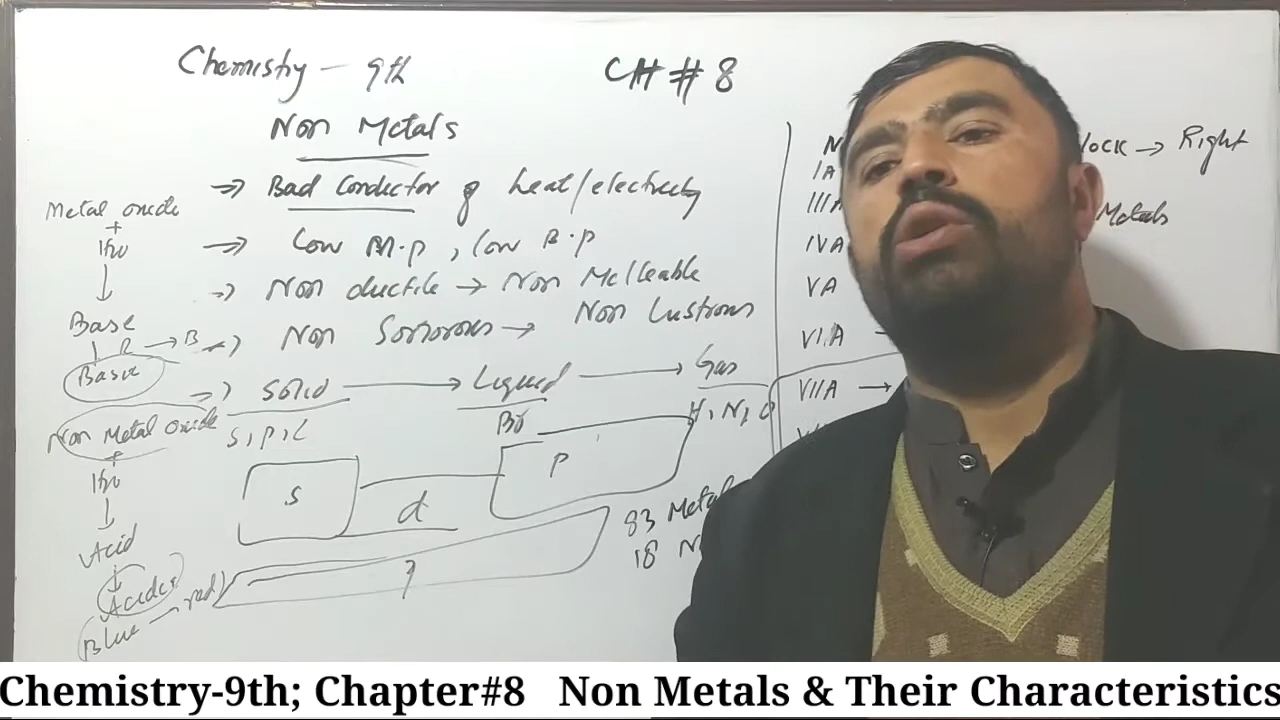 Chemistry - 9th
CH # 8
Non Metals
⇒ Bad Conductor of heat/electricity
→ Low M.p, low B.p
→ Non ductile → Non Melleable
Non Lustrous
→ Non Sonorous →
→ Solid → Liquid → Gas
S, P, C
Br
H, N, O
s
d
P
83 Metal
18 N
Metal oxide
+
H2O
↓
Base
R → B
Basic
Non Metal oxide
+
H2O
↓
Acid
↓
Acidic
Blue — red
N
lock → Right
IA
IIIA
Metals
IVA
VA
VIA
VIIA →
Chemistry-9th; Chapter#8 Non Metals & Their Characteristics